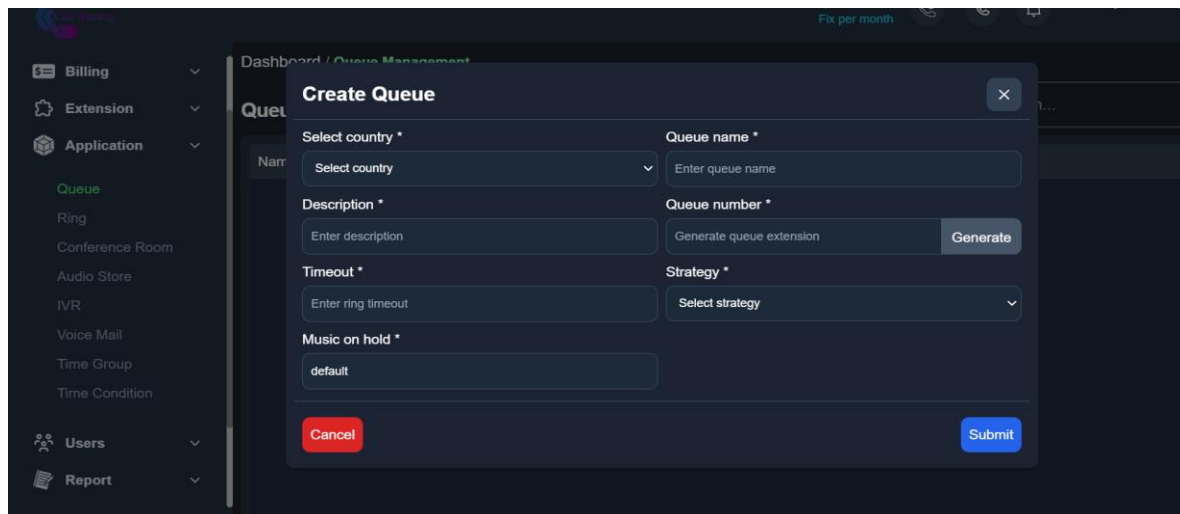 Fix per month
Billing
Extension
Application
Queue
Ring
Conference Room
Audio Store
IVR
Voice Mail
Time Group
Time Condition
Users
Report
Dashboard / Queue Management
Create Queue
Select country *
Select country
Queue name *
Enter queue name
Description *
Enter description
Queue number *
Generate queue extension
Generate
Timeout *
Enter ring timeout
Strategy *
Select strategy
Music on hold *
default
Cancel
Submit